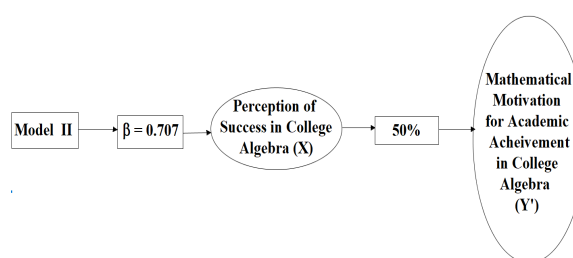 Model II
β = 0.707
Perception of
Success in College
Algebra (X)
50%
Mathematical
Motivation
for Academic
Acheivement
in College
Algebra
(Y')